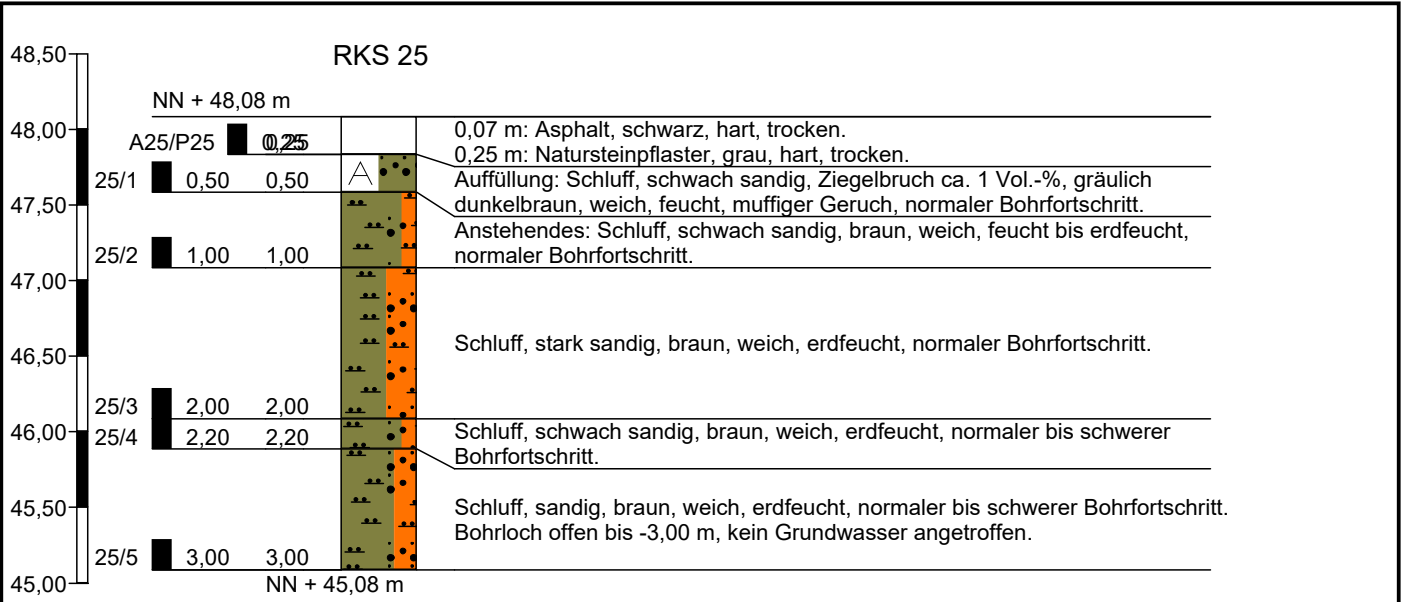 RKS 25
48,50
NN + 48,08 m
48,00
A25/P25 0,25
0,07 m: Asphalt, schwarz, hart, trocken.
0,25 m: Natursteinpflaster, grau, hart, trocken.
25/1 0,50 0,50
A
Auffüllung: Schluff, schwach sandig, Ziegelbruch ca. 1 Vol.-%, gräulich
dunkelbraun, weich, feucht, muffiger Geruch, normaler Bohrfortschritt.
47,50
Anstehendes: Schluff, schwach sandig, braun, weich, feucht bis erdfeucht,
normaler Bohrfortschritt.
25/2 1,00 1,00
47,00
Schluff, stark sandig, braun, weich, erdfeucht, normaler Bohrfortschritt.
46,50
25/3 2,00 2,00
46,00
25/4 2,20 2,20
Schluff, schwach sandig, braun, weich, erdfeucht, normaler bis schwerer
Bohrfortschritt.
45,50
Schluff, sandig, braun, weich, erdfeucht, normaler bis schwerer Bohrfortschritt.
Bohrloch offen bis -3,00 m, kein Grundwasser angetroffen.
25/5 3,00 3,00
45,00
NN + 45,08 m